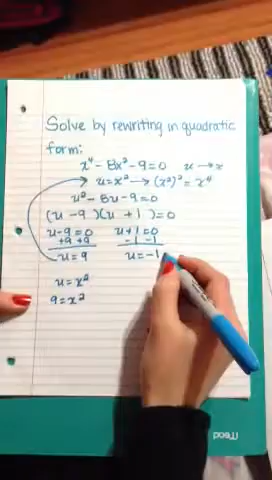 Solve by rewriting in quadratic
form:
x⁴ - 8x² - 9 = 0 u → x
u = x² → (x²)² = x⁴
u² - 8u - 9 = 0
(u - 9)(u + 1) = 0
u - 9 = 0 u + 1 = 0
+9 +9 -1 -1
u = 9 u = -1
u = x²
9 = x²
Mead